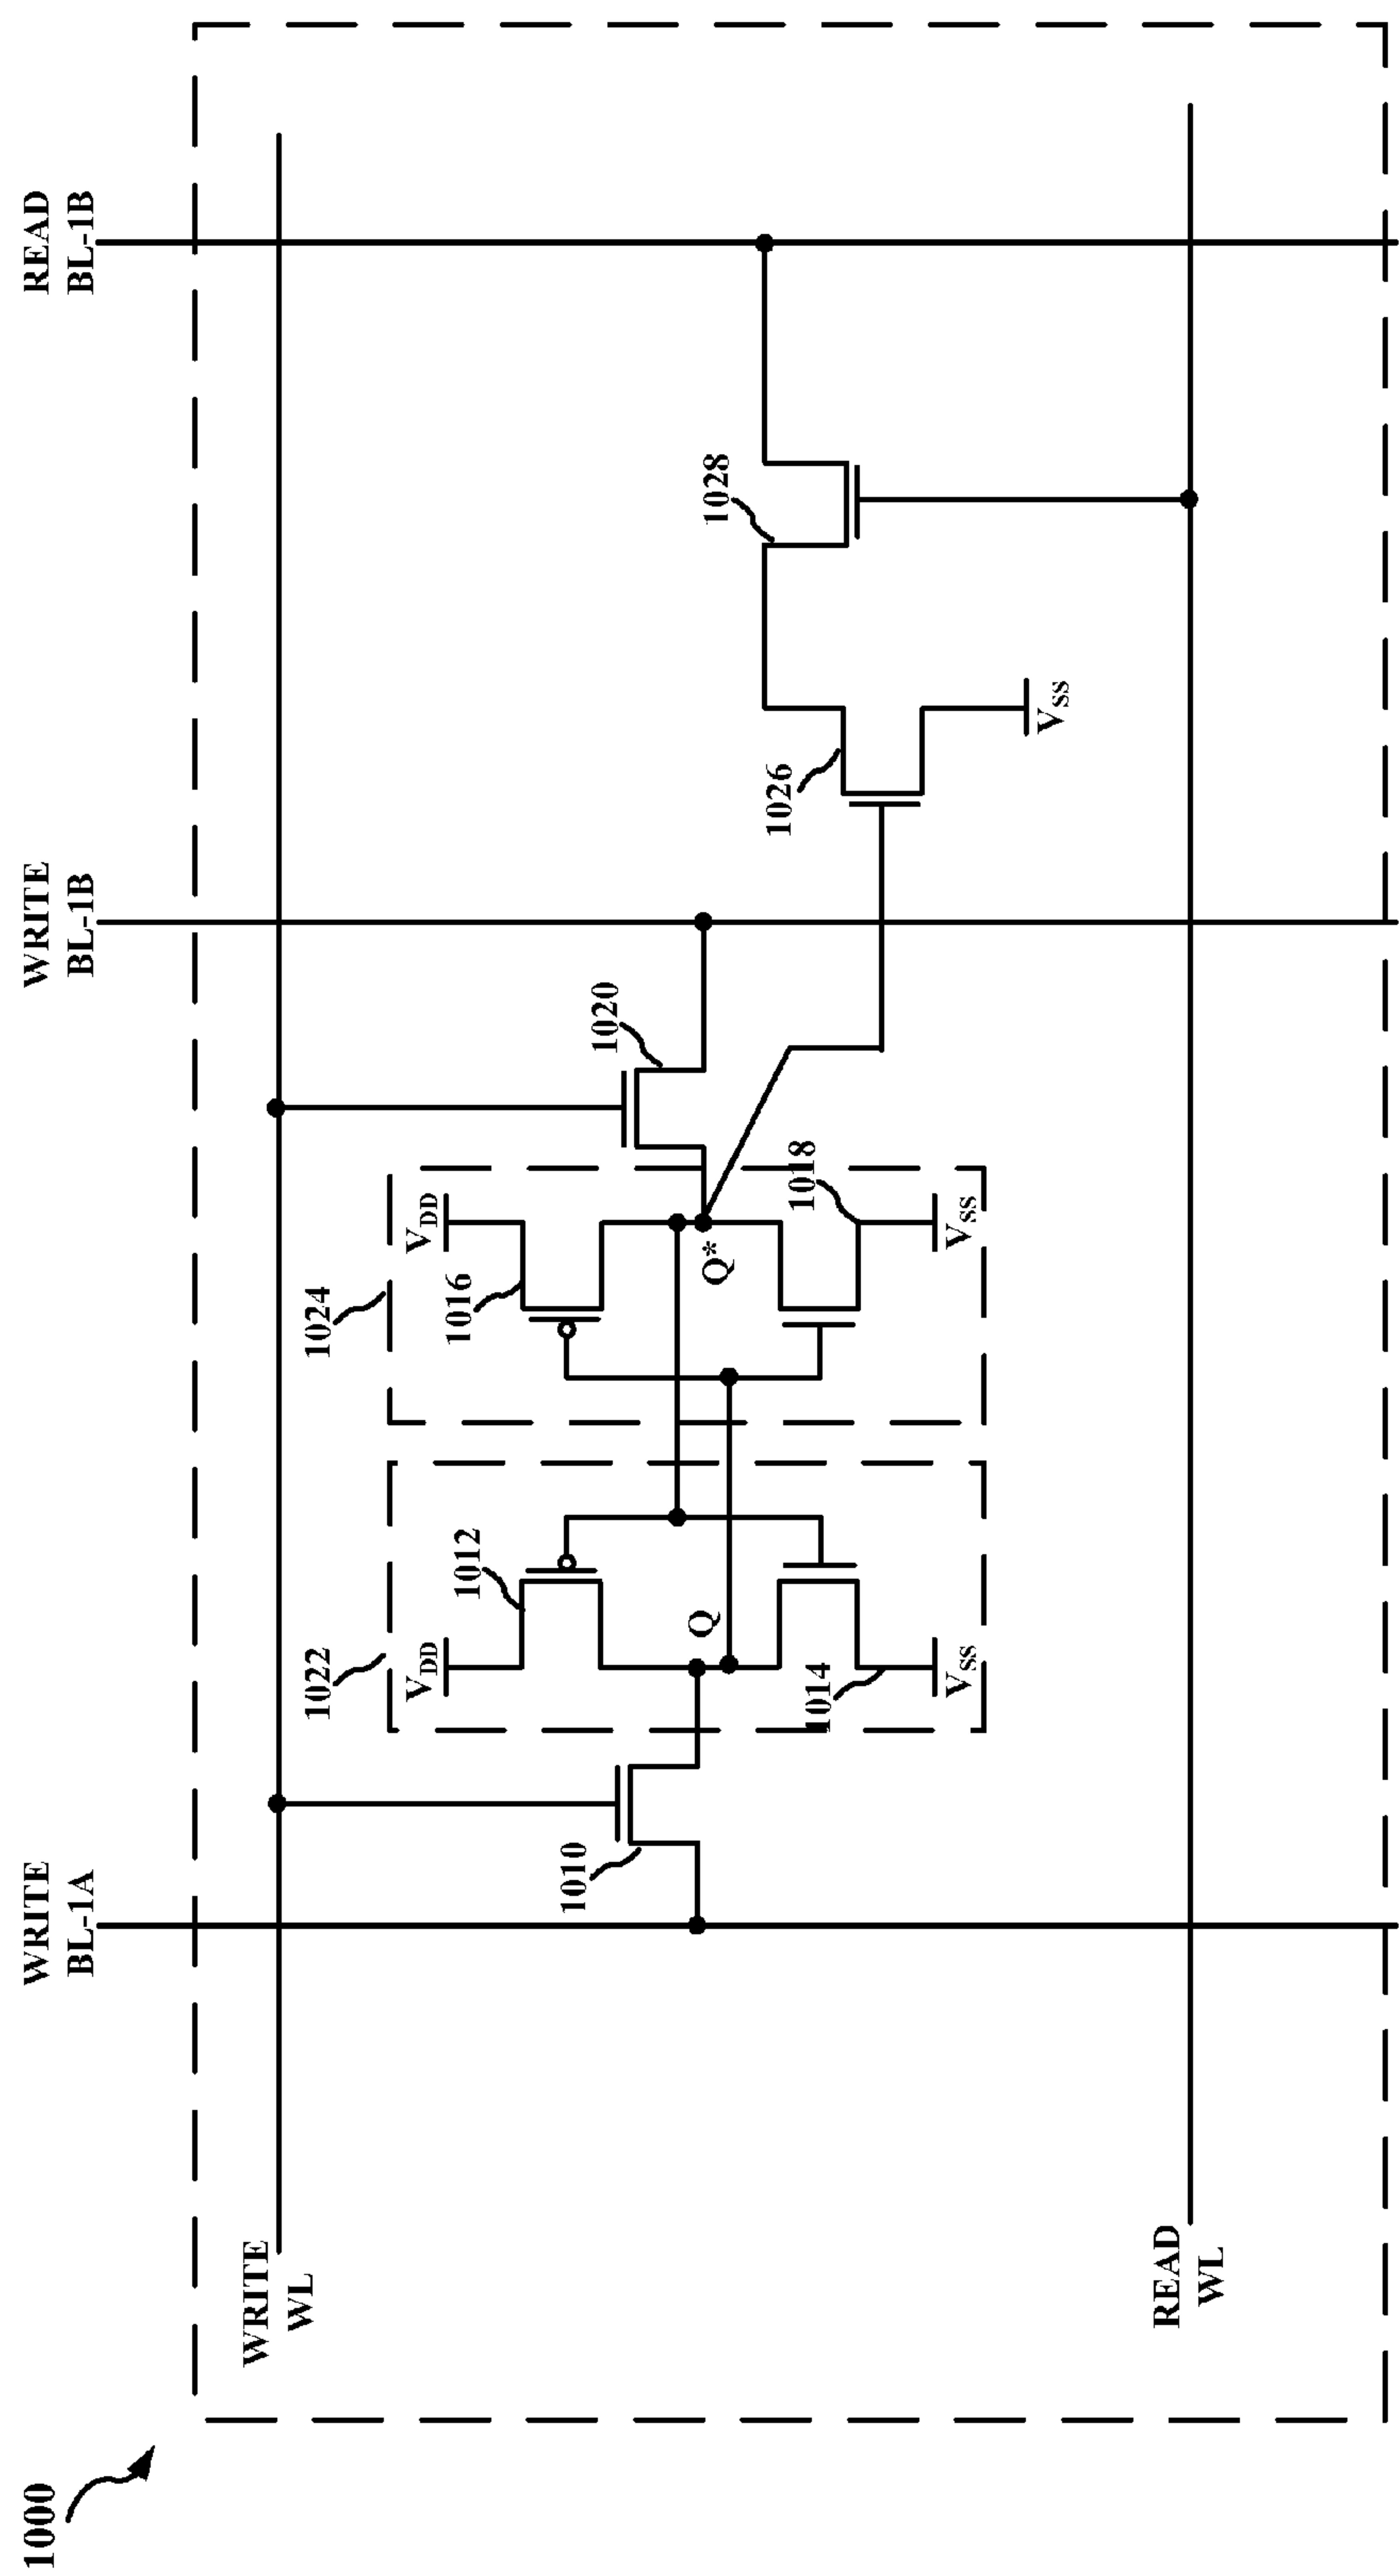 1000
WRITE
BL-1A
WRITE
BL-1B
READ
BL-1B
WRITE
WL
1022
1024
VDD
VDD
1012
1016
1010
1020
Q
Q*
1028
1026
1014
1018
VSS
VSS
VSS
READ
WL